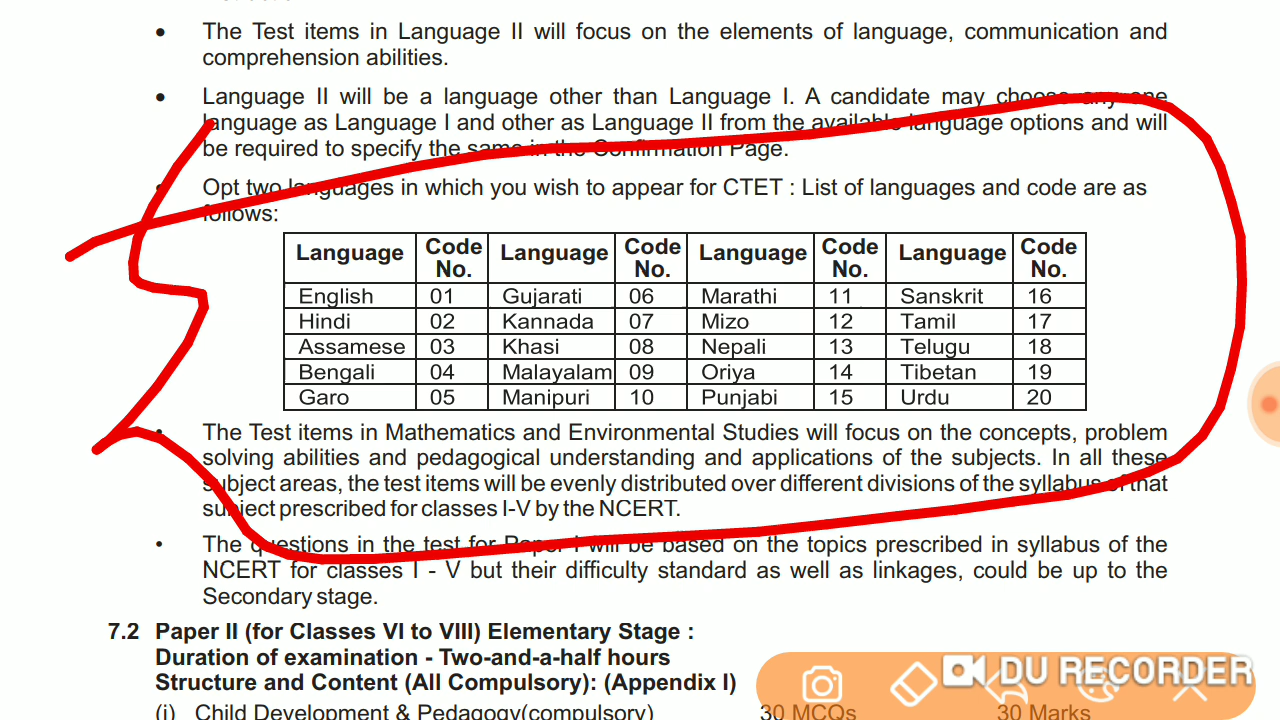 • The Test items in Language II will focus on the elements of language, communication and
comprehension abilities.
• Language II will be a language other than Language I. A candidate may choose any one
language as Language I and other as Language II from the available language options and will
be required to specify the same in the Confirmation Page.
• Opt two languages in which you wish to appear for CTET : List of languages and code are as
follows:
Language Code No. Language Code No. Language Code No. Language Code No.
English 01 Gujarati 06 Marathi 11 Sanskrit 16
Hindi 02 Kannada 07 Mizo 12 Tamil 17
Assamese 03 Khasi 08 Nepali 13 Telugu 18
Bengali 04 Malayalam 09 Oriya 14 Tibetan 19
Garo 05 Manipuri 10 Punjabi 15 Urdu 20
• The Test items in Mathematics and Environmental Studies will focus on the concepts, problem
solving abilities and pedagogical understanding and applications of the subjects. In all these
subject areas, the test items will be evenly distributed over different divisions of the syllabus of that
subject prescribed for classes I-V by the NCERT.
• The questions in the test for Paper I will be based on the topics prescribed in syllabus of the
NCERT for classes I - V but their difficulty standard as well as linkages, could be up to the
Secondary stage.
7.2 Paper II (for Classes VI to VIII) Elementary Stage :
Duration of examination - Two-and-a-half hours
Structure and Content (All Compulsory): (Appendix I)
DU RECORDER
(i) Child Development & Pedagogy(compulsory) 30 MCQs 30 Marks